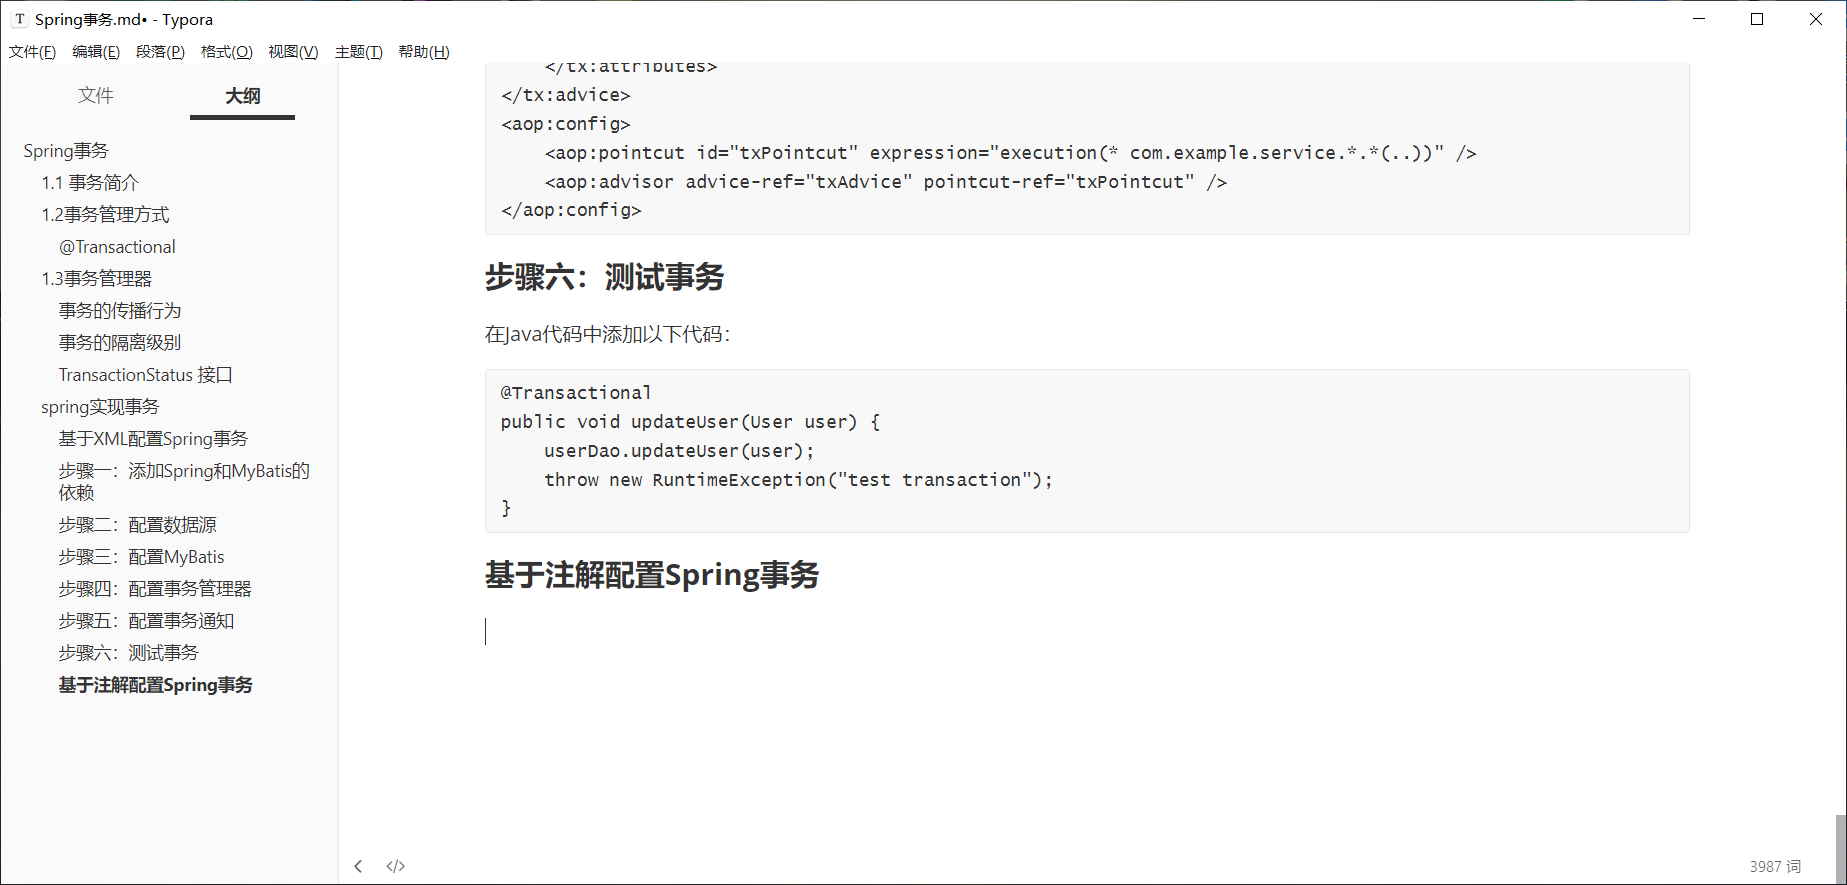 T Spring事务.md• - Typora
文件(F) 编辑(E) 段落(P) 格式(O) 视图(V) 主题(T) 帮助(H)
文件 大纲
Spring事务
1.1 事务简介
1.2事务管理方式
@Transactional
1.3事务管理器
事务的传播行为
事务的隔离级别
TransactionStatus 接口
spring实现事务
基于XML配置Spring事务
步骤一：添加Spring和MyBatis的
依赖
步骤二：配置数据源
步骤三：配置MyBatis
步骤四：配置事务管理器
步骤五：配置事务通知
步骤六：测试事务
基于注解配置Spring事务
</tx:attributes>
</tx:advice>
<aop:config>
<aop:pointcut id="txPointcut" expression="execution(* com.example.service.*.*(..))" />
<aop:advisor advice-ref="txAdvice" pointcut-ref="txPointcut" />
</aop:config>
步骤六：测试事务
在Java代码中添加以下代码：
@Transactional
public void updateUser(User user) {
userDao.updateUser(user);
throw new RuntimeException("test transaction");
}
基于注解配置Spring事务
</>
3987 词